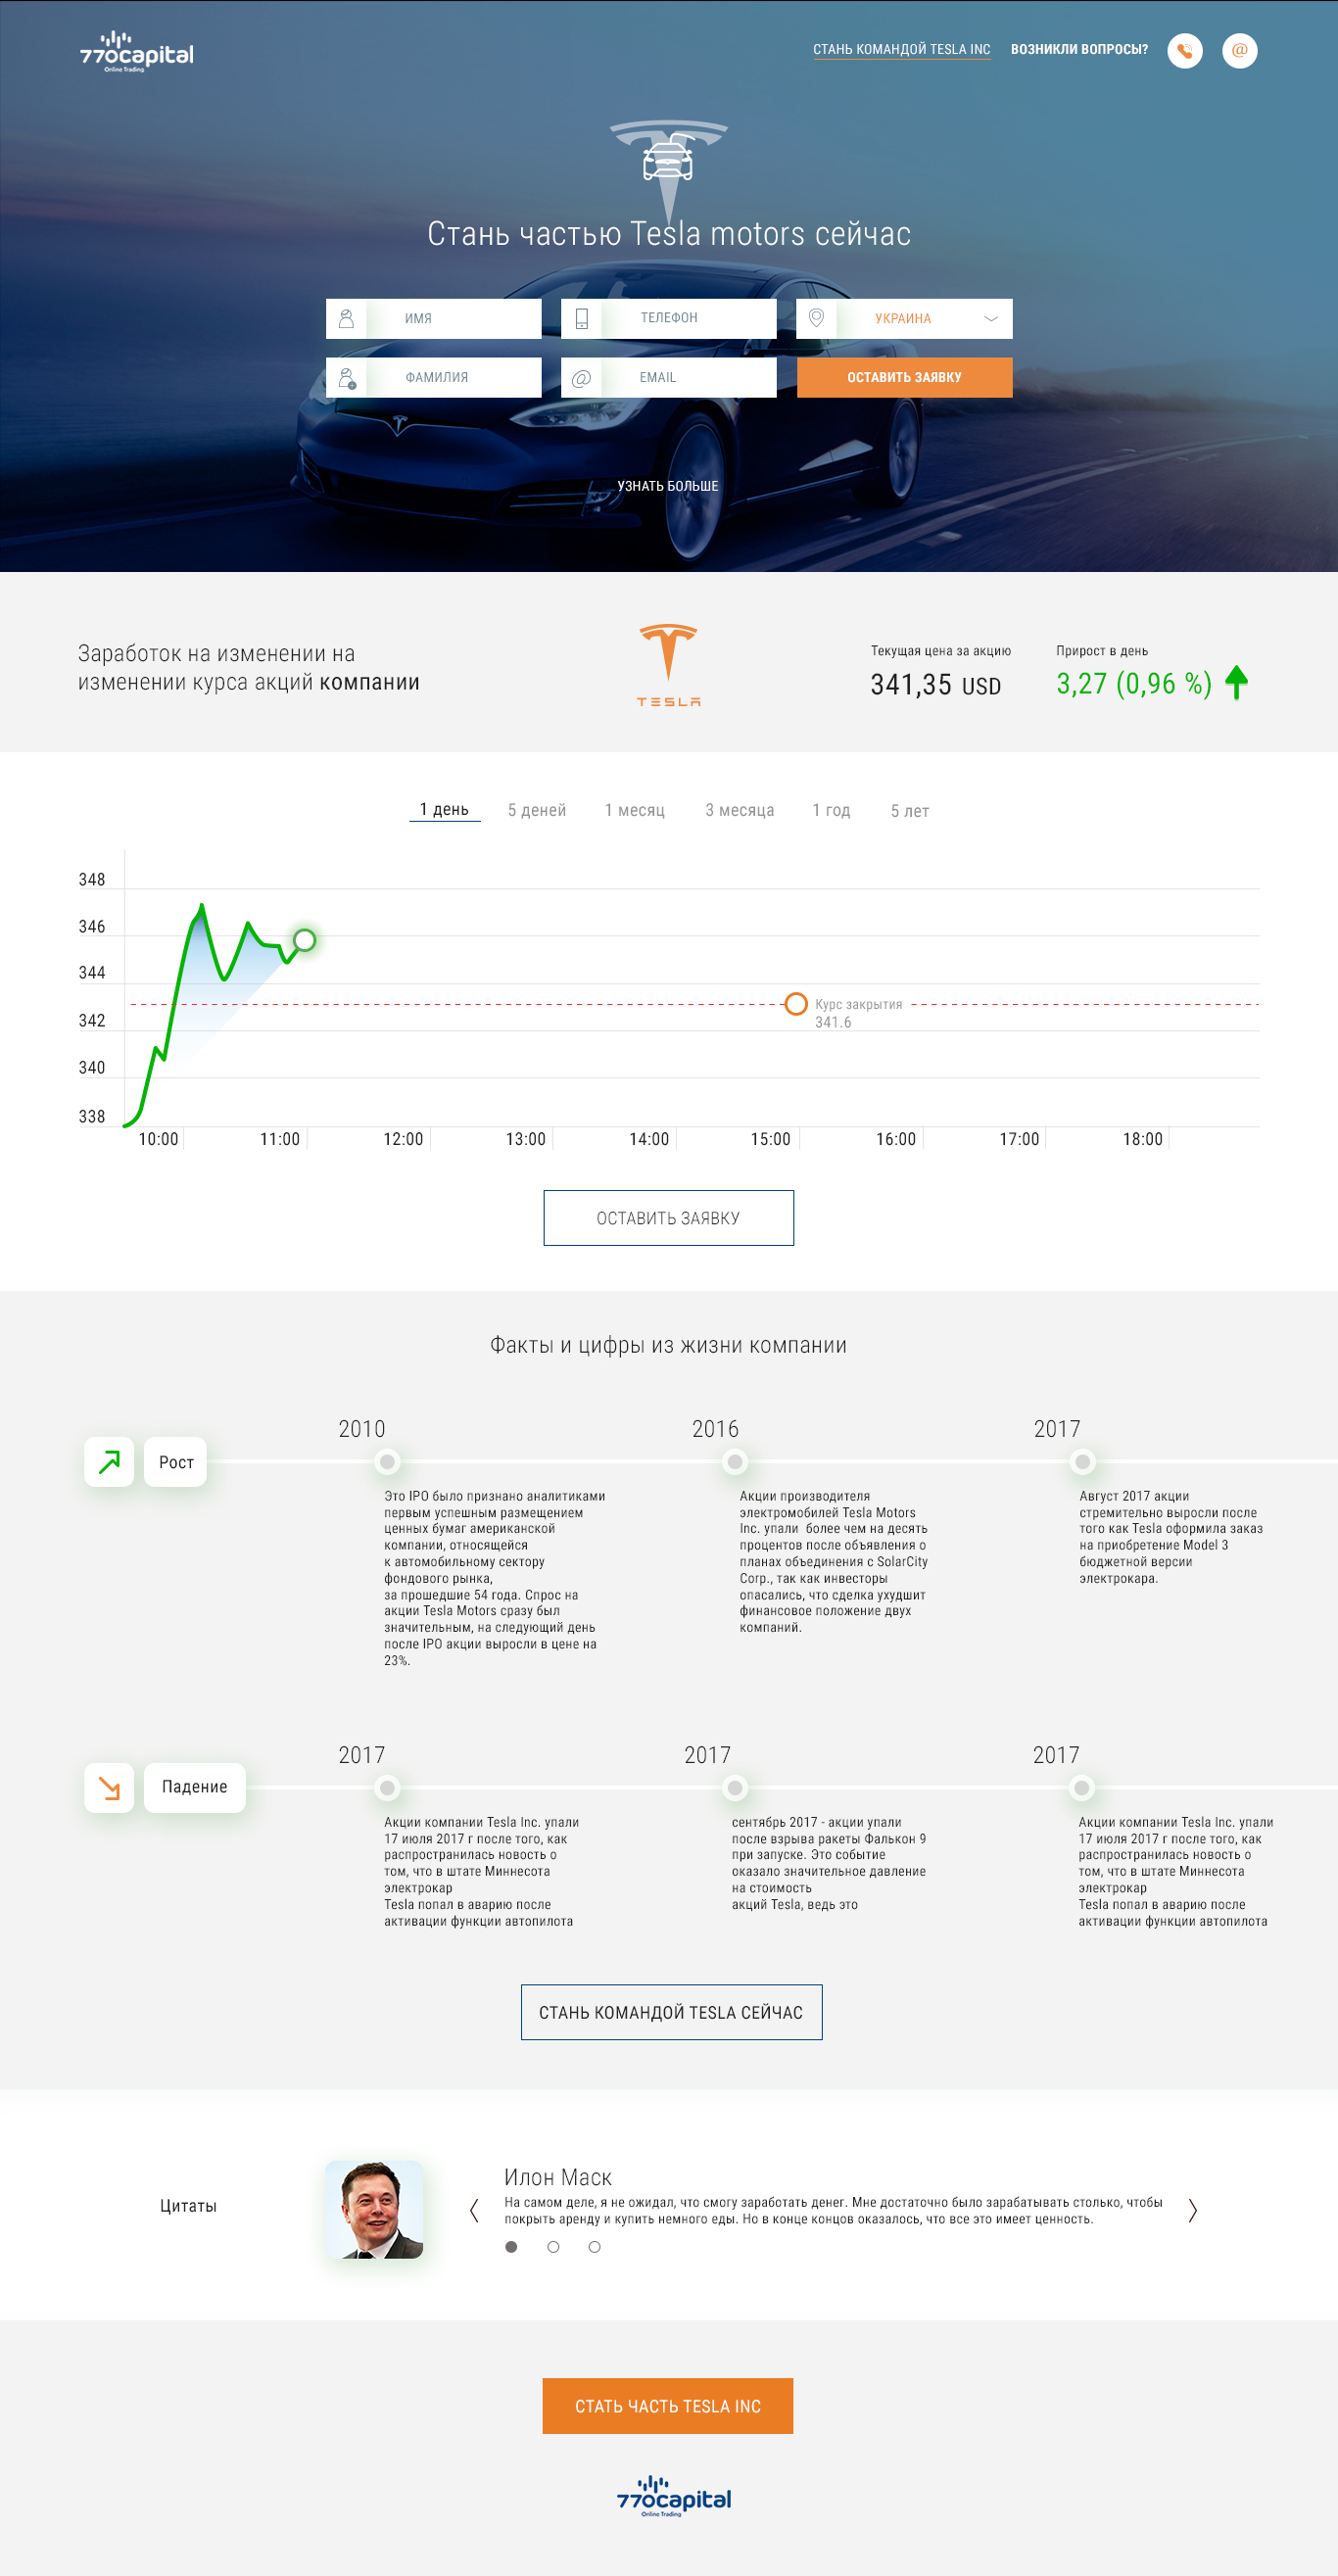 770capital
Online Trading
СТАНЬ КОМАНДОЙ TESLA INC
ВОЗНИКЛИ ВОПРОСЫ?
@
Стань частью Tesla motors сейчас
ИМЯ
ТЕЛЕФОН
УКРАИНА
ФАМИЛИЯ
@
EMAIL
ОСТАВИТЬ ЗАЯВКУ
УЗНАТЬ БОЛЬШЕ
Заработок на изменении на
изменении курса акций компании
TESLA
Текущая цена за акцию
341,35 USD
Прирост в день
3,27 (0,96 %)
1 день
5 деней
1 месяц
3 месяца
1 год
5 лет
348
346
344
342
340
338
Курс закрытия
341.6
10:00
11:00
12:00
13:00
14:00
15:00
16:00
17:00
18:00
ОСТАВИТЬ ЗАЯВКУ
Факты и цифры из жизни компании
Рост
2010
Это IPO было признано аналитиками
первым успешным размещением
ценных бумаг американской
компании, относящейся
к автомобильному сектору
фондового рынка,
за прошедшие 54 года. Спрос на
акции Tesla Motors сразу был
значительным, на следующий день
после IPO акции выросли в цене на
23%.
2016
Акции производителя
электромобилей Tesla Motors
Inc. упали  более чем на десять
процентов после объявления о
планах объединения с SolarCity
Corp., так как инвесторы
опасались, что сделка ухудшит
финансовое положение двух
компаний.
2017
Август 2017 акции
стремительно выросли после
того как Tesla оформила заказ
на приобретение Model 3
бюджетной версии
электрокара.
Падение
2017
Акции компании Tesla Inc. упали
17 июля 2017 г после того, как
распространилась новость о
том, что в штате Миннесота
электрокар
Tesla попал в аварию после
активации функции автопилота
2017
сентябрь 2017 - акции упали
после взрыва ракеты Фалькон 9
при запуске. Это событие
оказало значительное давление
на стоимость
акций Tesla, ведь это
2017
Акции компании Tesla Inc. упали
17 июля 2017 г после того, как
распространилась новость о
том, что в штате Миннесота
электрокар
Tesla попал в аварию после
активации функции автопилота
СТАНЬ КОМАНДОЙ TESLA СЕЙЧАС
Цитаты
Илон Маск
На самом деле, я не ожидал, что смогу заработать денег. Мне достаточно было зарабатывать столько, чтобы
покрыть аренду и купить немного еды. Но в конце концов оказалось, что все это имеет ценность.
СТАТЬ ЧАСТЬ TESLA INC
770capital
Online Trading